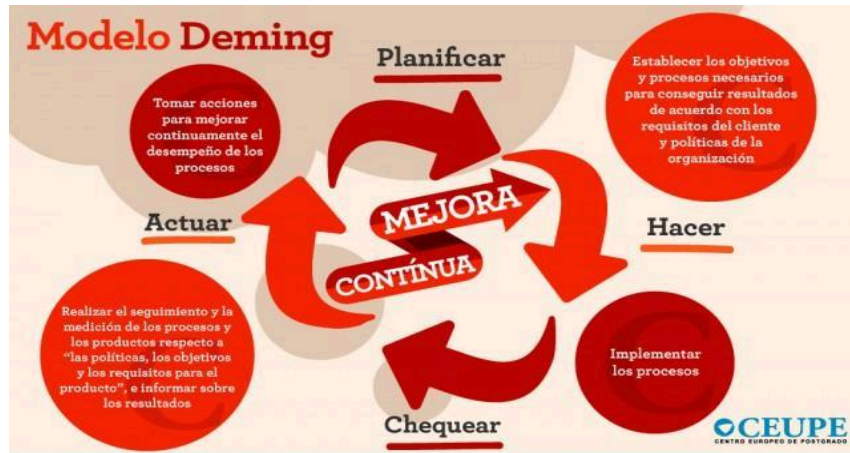 Modelo Deming
Planificar
Establecer los objetivos
y procesos necesarios
para conseguir resultados
de acuerdo con los
requisitos del cliente
y políticas de la
organización
Tomar acciones
para mejorar
continuamente el
desempeño de los
procesos
Actuar
MEJORA
CONTÍNUA
Hacer
Realizar el seguimiento y la
medición de los procesos y
los productos respecto a
“las políticas, los objetivos
y los requisitos para el
producto”, e informar sobre
los resultados
Implementar
los procesos
Chequear
CEUPE
CENTRO EUROPEO DE POSTGRADO